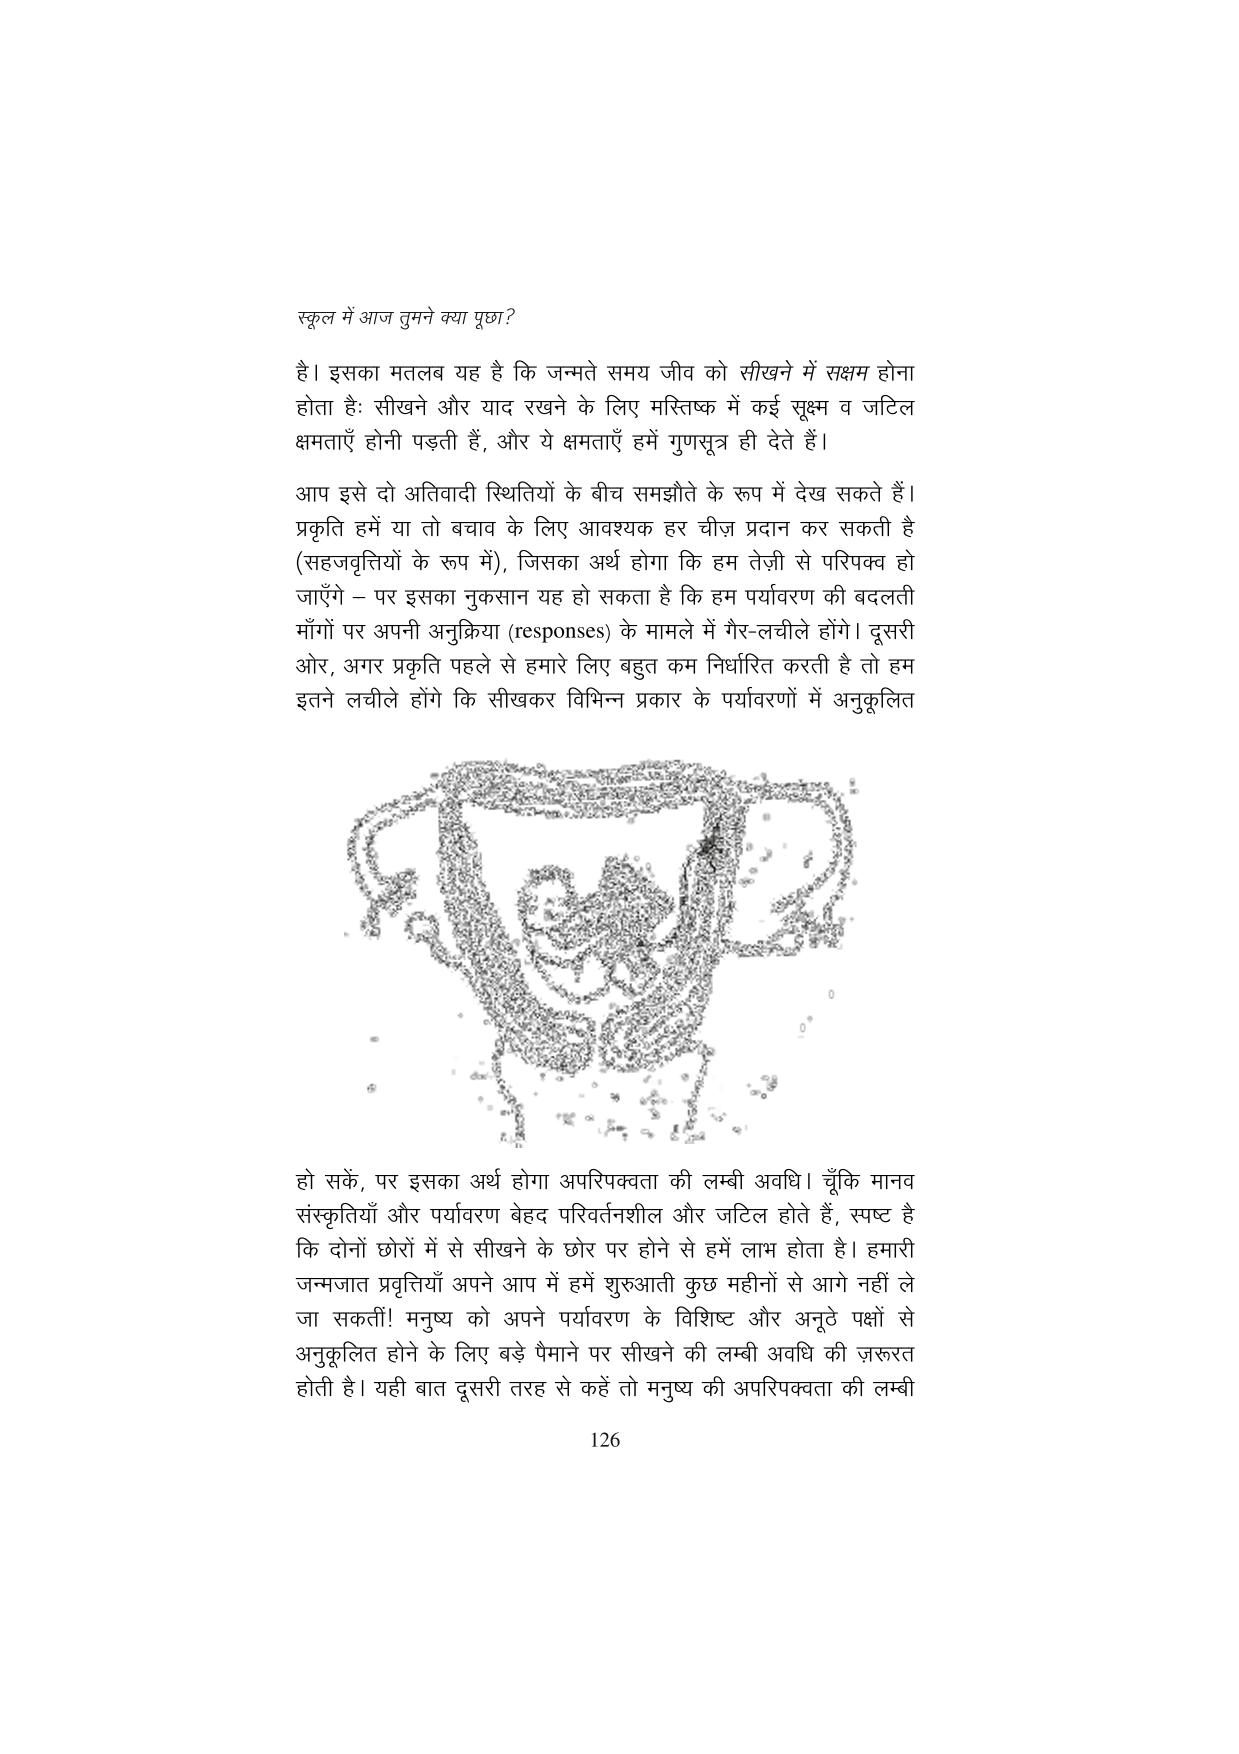 स्कूल में आज तुमने क्या पूछा?
है। इसका मतलब यह है कि जन्मते समय जीव को सीखने में सक्षम होना
होता हैः सीखने और याद रखने के लिए मस्तिष्क में कई सूक्ष्म व जटिल
क्षमताएँ होनी पड़ती हैं, और ये क्षमताएँ हमें गुणसूत्र ही देते हैं।
आप इसे दो अतिवादी स्थितियों के बीच समझौते के रूप में देख सकते हैं।
प्रकृति हमें या तो बचाव के लिए आवश्यक हर चीज़ प्रदान कर सकती है
(सहजवृत्तियों के रूप में), जिसका अर्थ होगा कि हम तेज़ी से परिपक्व हो
जाएँगे – पर इसका नुकसान यह हो सकता है कि हम पर्यावरण की बदलती
माँगों पर अपनी अनुक्रिया (responses) के मामले में गैर-लचीले होंगे। दूसरी
ओर, अगर प्रकृति पहले से हमारे लिए बहुत कम निर्धारित करती है तो हम
इतने लचीले होंगे कि सीखकर विभिन्न प्रकार के पर्यावरणों में अनुकूलित
हो सकें, पर इसका अर्थ होगा अपरिपक्वता की लम्बी अवधि। चूँकि मानव
संस्कृतियाँ और पर्यावरण बेहद परिवर्तनशील और जटिल होते हैं, स्पष्ट है
कि दोनों छोरों में से सीखने के छोर पर होने से हमें लाभ होता है। हमारी
जन्मजात प्रवृत्तियाँ अपने आप में हमें शुरुआती कुछ महीनों से आगे नहीं ले
जा सकतीं! मनुष्य को अपने पर्यावरण के विशिष्ट और अनूठे पक्षों से
अनुकूलित होने के लिए बड़े पैमाने पर सीखने की लम्बी अवधि की ज़रूरत
होती है। यही बात दूसरी तरह से कहें तो मनुष्य की अपरिपक्वता की लम्बी
126